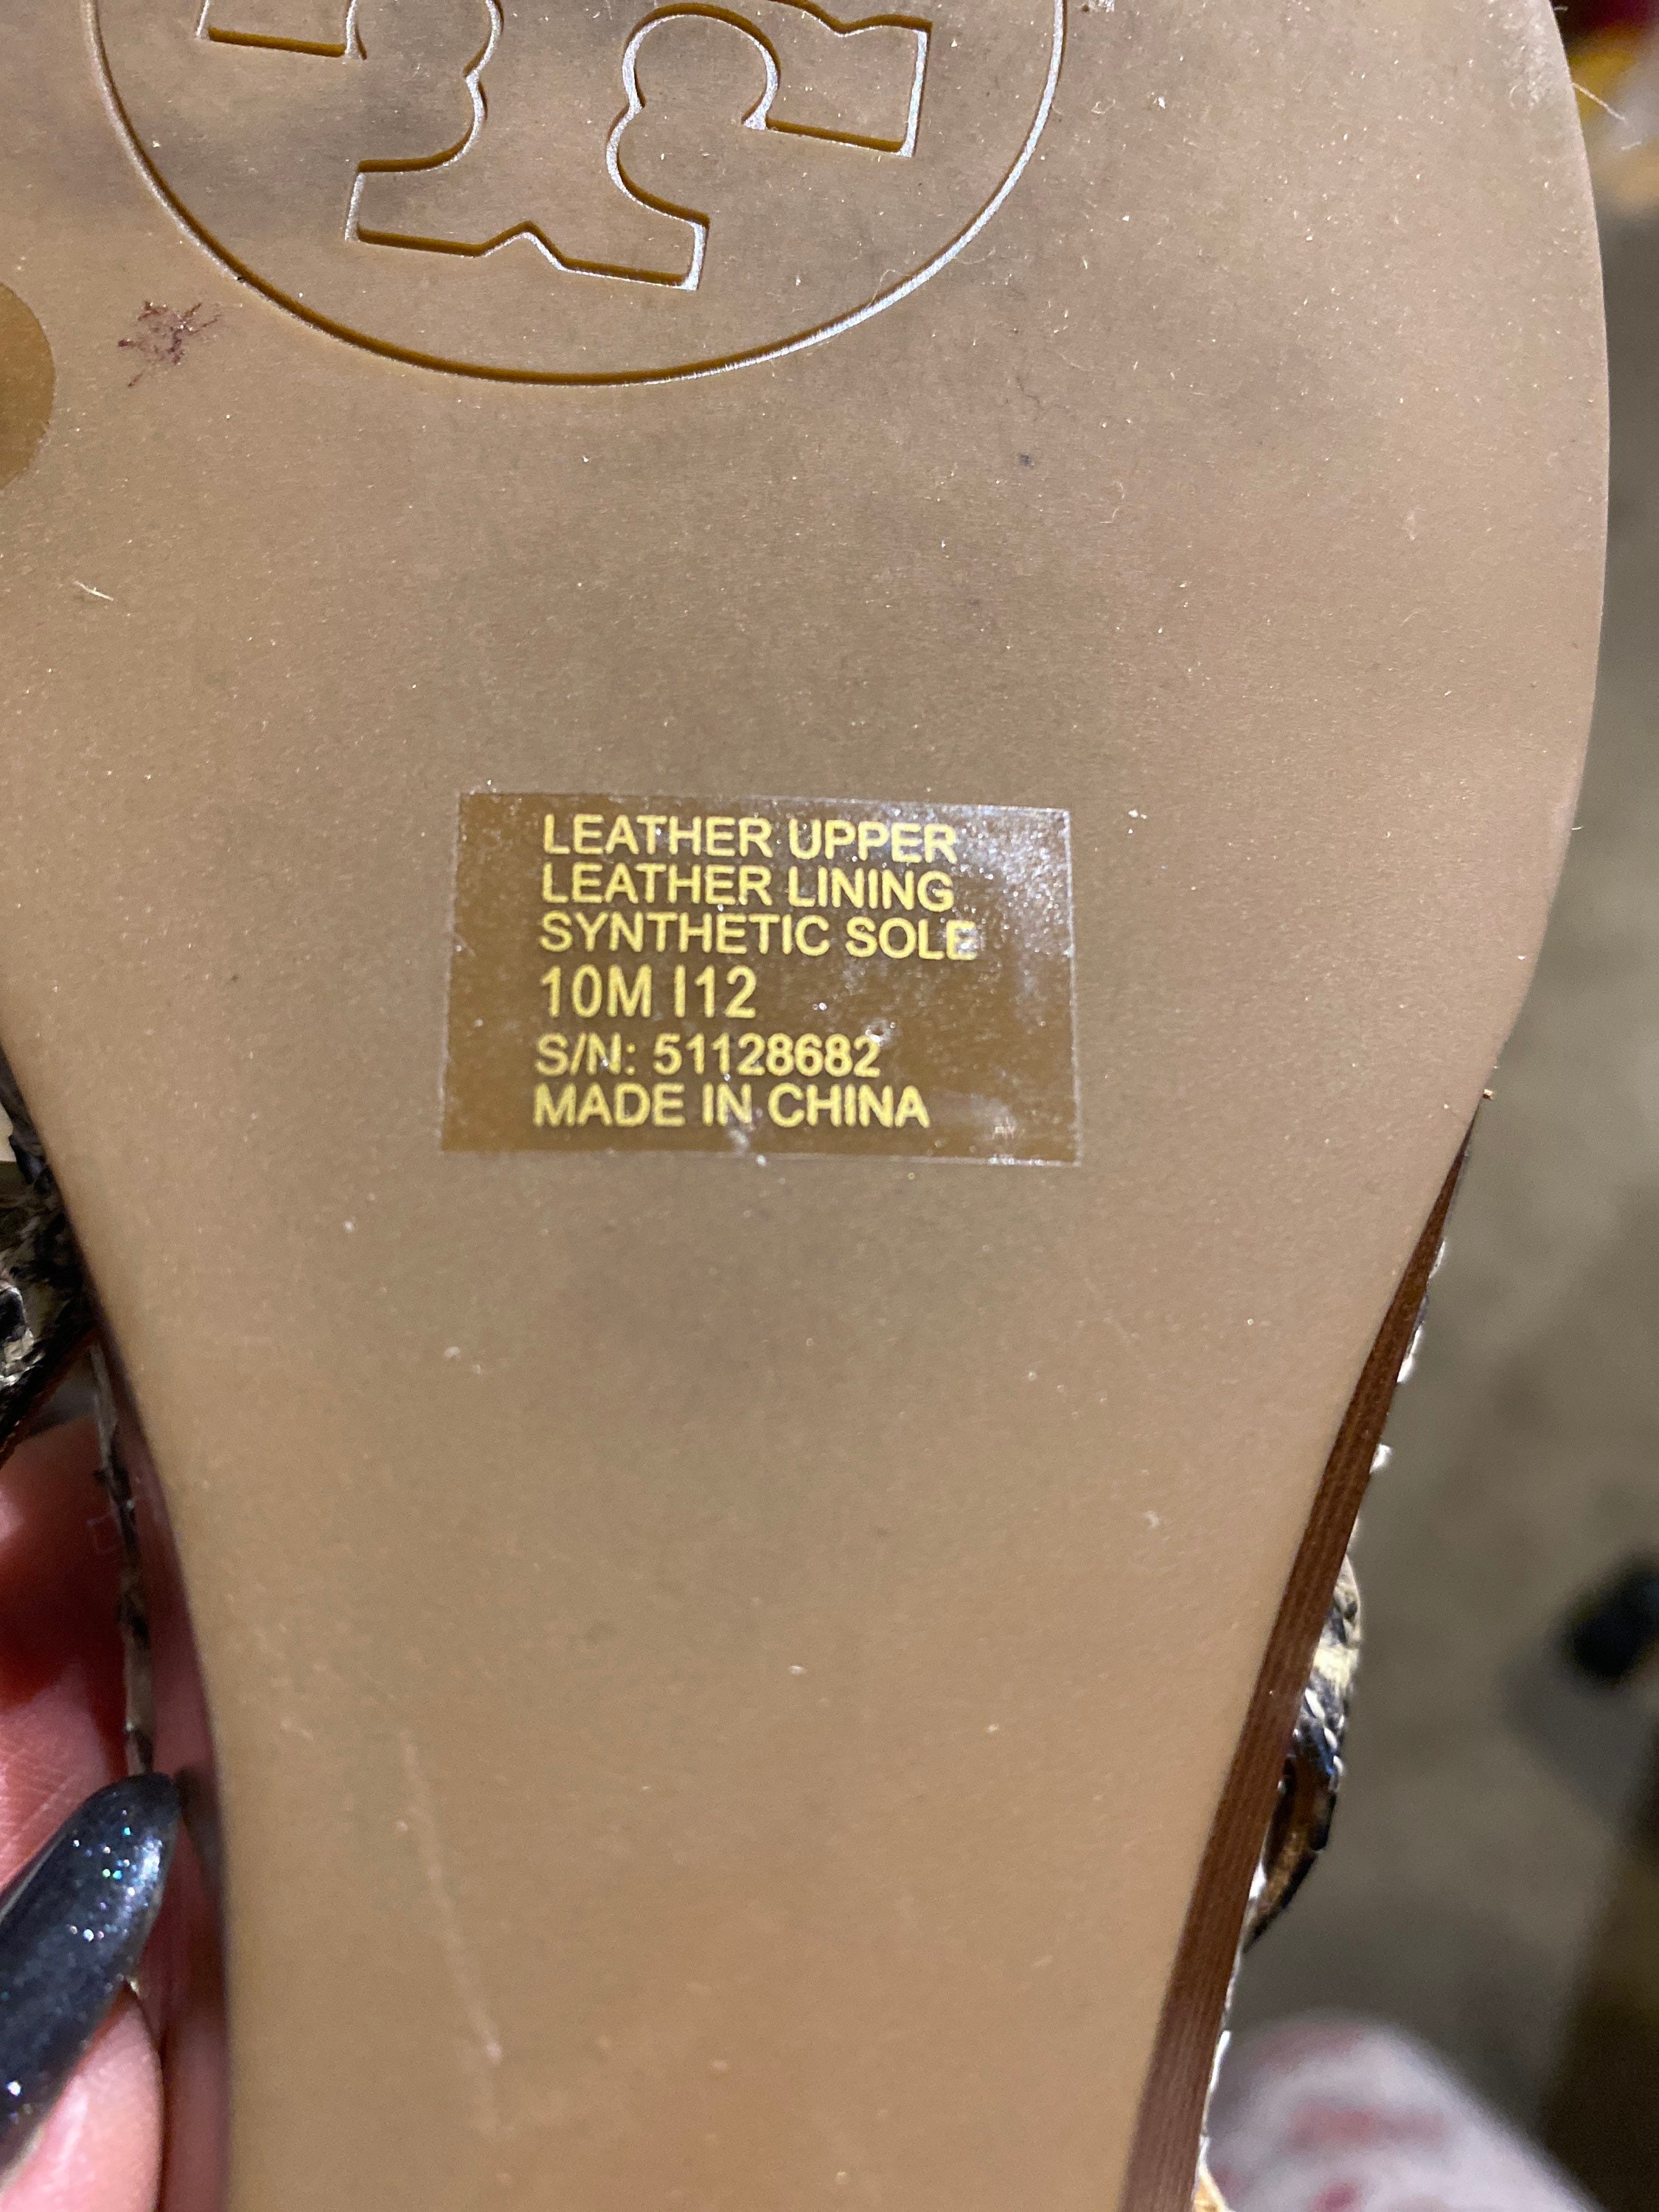 LEATHER UPPER
LEATHER LINING
SYNTHETIC SOLE
10M I12
S/N: 51128682
MADE IN CHINA